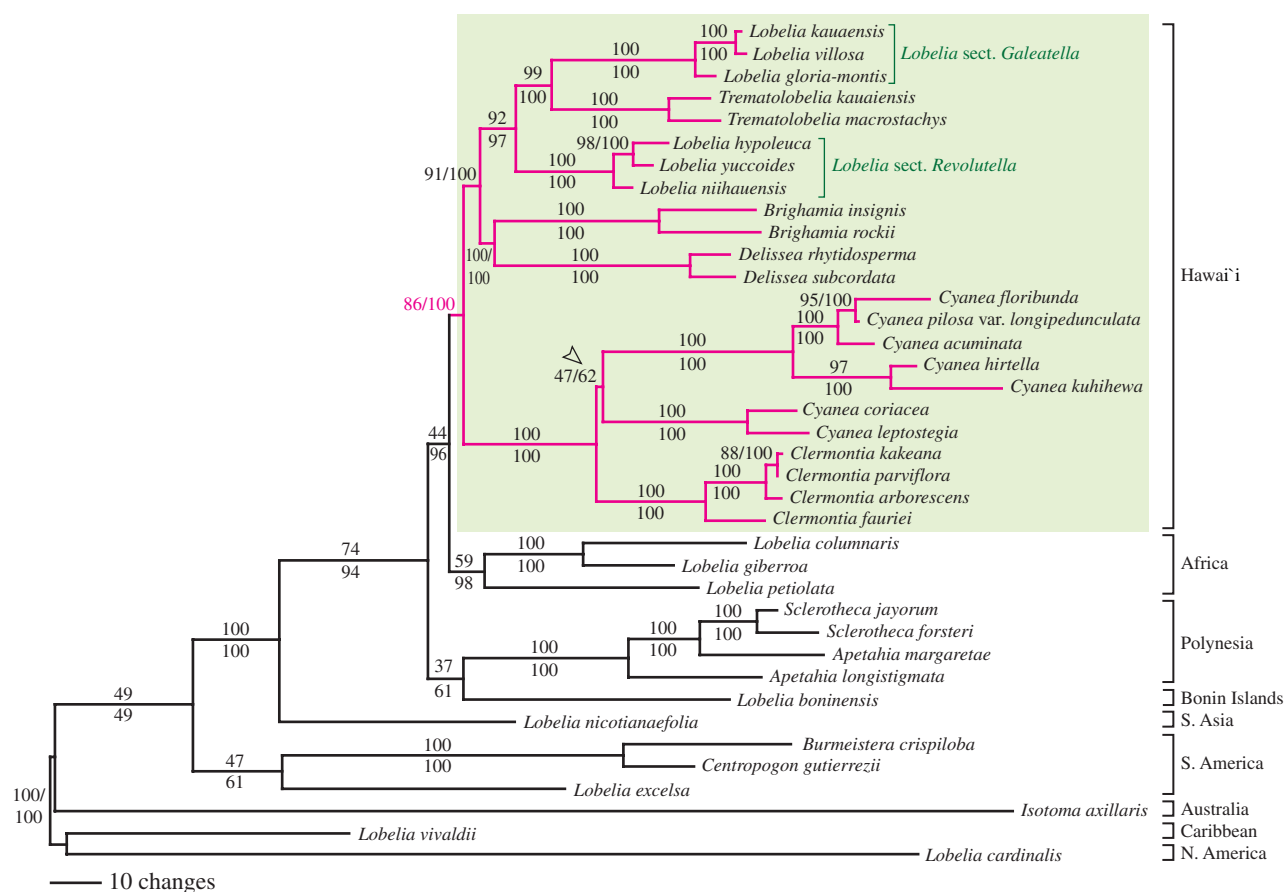 100 Lobelia kauaensis
100 Lobelia villosa
Lobelia sect. Galeatella
99 100
100 100 Lobelia gloria-montis
100 Trematolobelia kauaiensis
100 Trematolobelia macrostachys
92
97
98/100 Lobelia hypoleuca
100 Lobelia yuccoides
100 Lobelia niihauensis
Lobelia sect. Revolutella
91/100
100 Brighamia insignis
100 Brighamia rockii
100/
100
100 Delissea rhytidosperma
100 Delissea subcordata
Hawai`i
86/100
95/100 Cyanea floribunda
100 Cyanea pilosa var. longipedunculata
100 Cyanea acuminata
100
100
47/62
97 Cyanea hirtella
100 Cyanea kuhihewa
100 Cyanea coriacea
100 Cyanea leptostegia
44
96
100
100
88/100 Clermontia kakeana
100 Clermontia parviflora
100 Clermontia arborescens
100
100 Clermontia fauriei
100 Lobelia columnaris
74
94
59
98
100 Lobelia giberroa
Africa
Lobelia petiolata
100 Sclerotheca jayorum
100 Sclerotheca forsteri
100
100
100
100
Polynesia
100 Apetahia margaretae
100 Apetahia longistigmata
37
61
Lobelia boninensis Bonin Islands
49
49
Lobelia nicotianaefolia S. Asia
100 Burmeistera crispiloba
47
61
100 Centropogon gutierrezii
S. America
Lobelia excelsa
100/
100
Isotoma axillaris Australia
Lobelia vivaldii Caribbean
Lobelia cardinalis N. America
10 changes